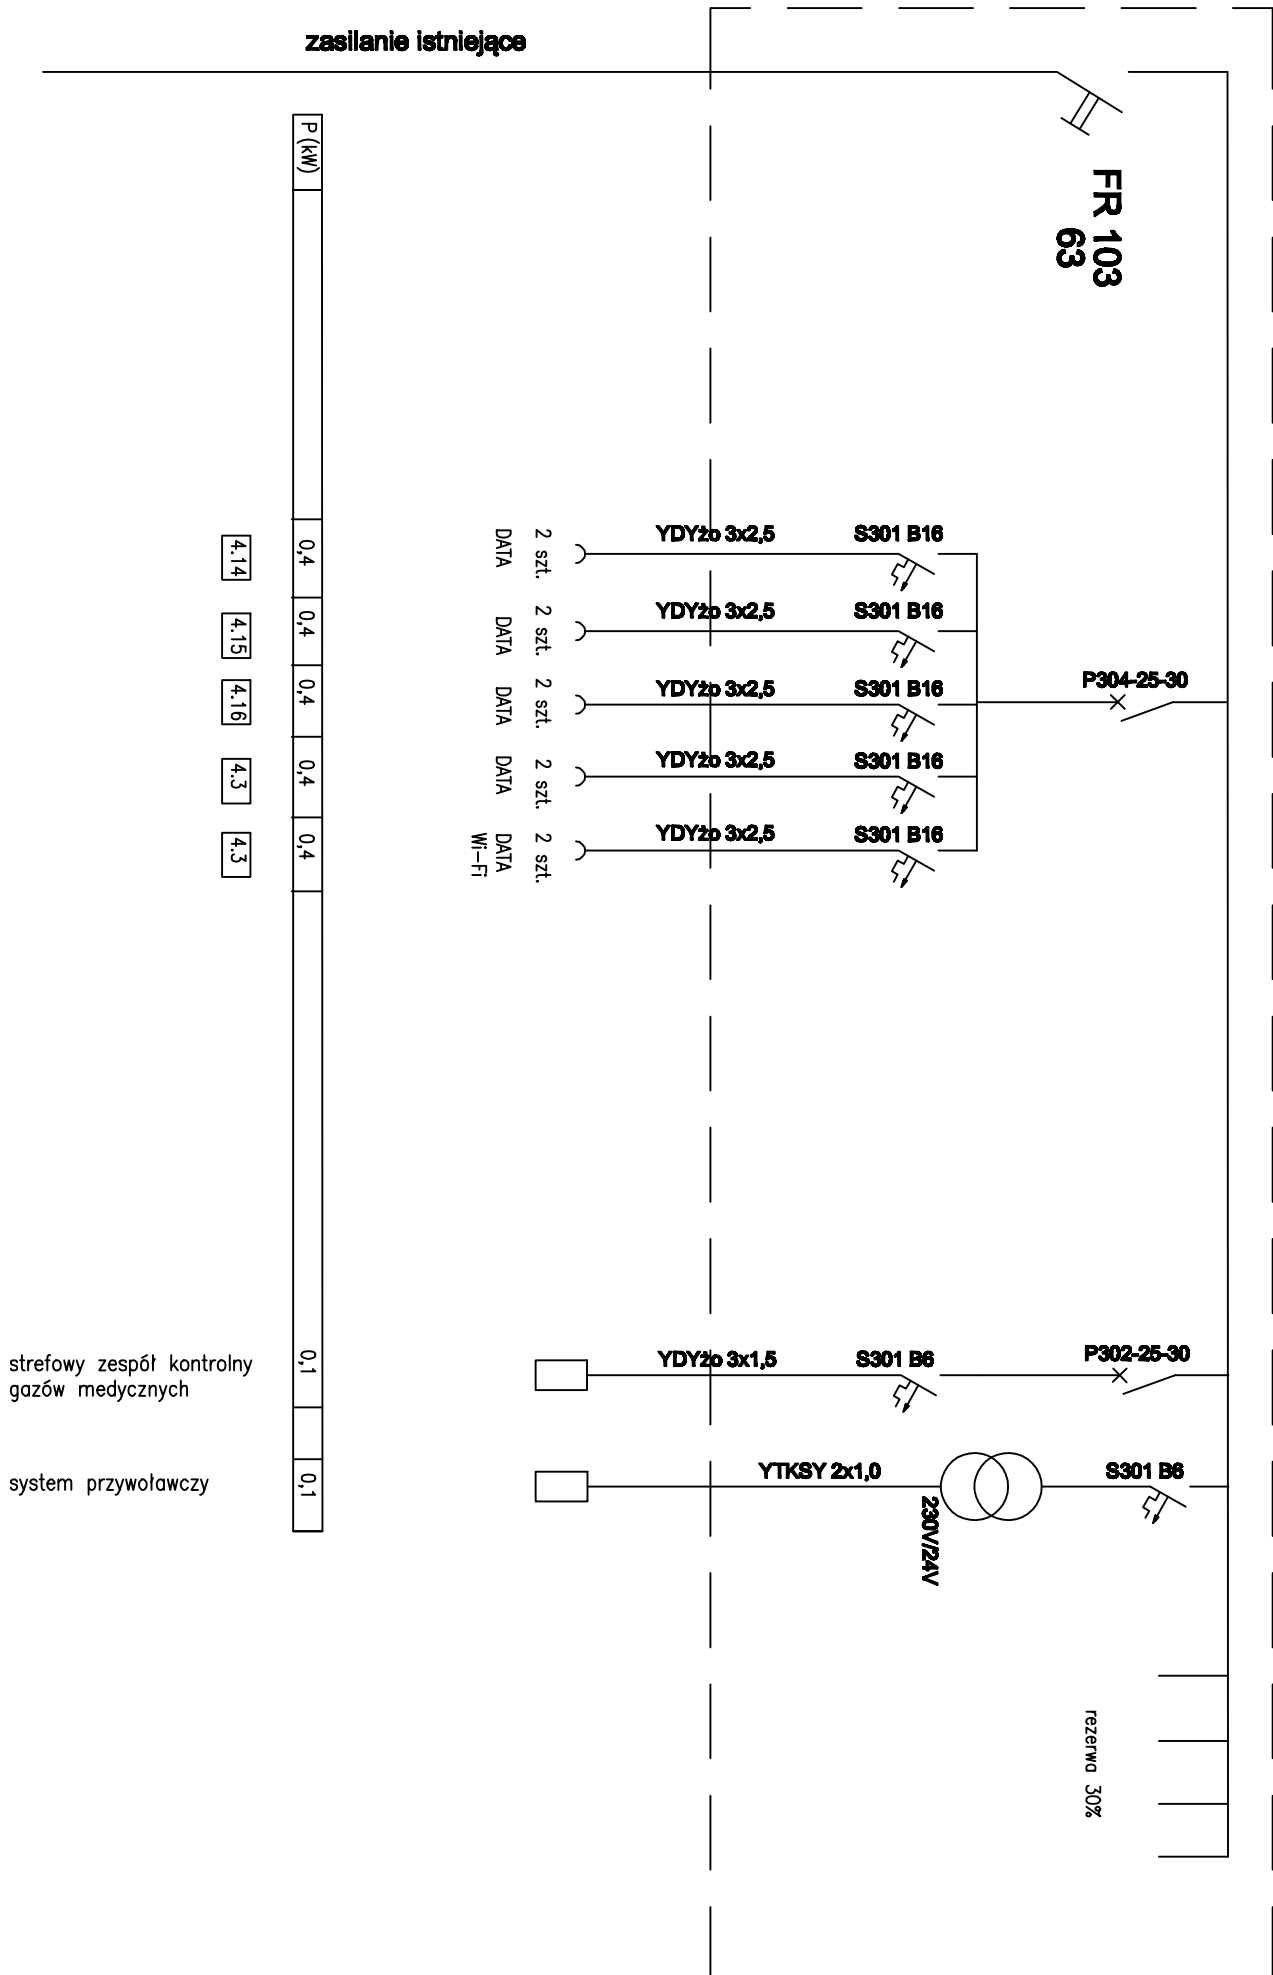 zasilanie istniejące
P(kW)
FR 103
63
YDYżo 3x2,5
S301 B16
2 szt.
DATA
0,4
4.14
YDYżo 3x2,5
S301 B16
2 szt.
DATA
0,4
4.15
P304-25-30
YDYżo 3x2,5
S301 B16
2 szt.
DATA
0,4
4.16
YDYżo 3x2,5
S301 B16
2 szt.
DATA
0,4
4.3
YDYżo 3x2,5
S301 B16
2 szt.
DATA
Wi-Fi
0,4
4.3
strefowy zespół kontrolny
gazów medycznych
0,1
YDYżo 3x1,5
S301 B6
P302-25-30
system przywoławczy
0,1
YTKSY 2x1,0
230V/24V
S301 B6
rezerwa 30%